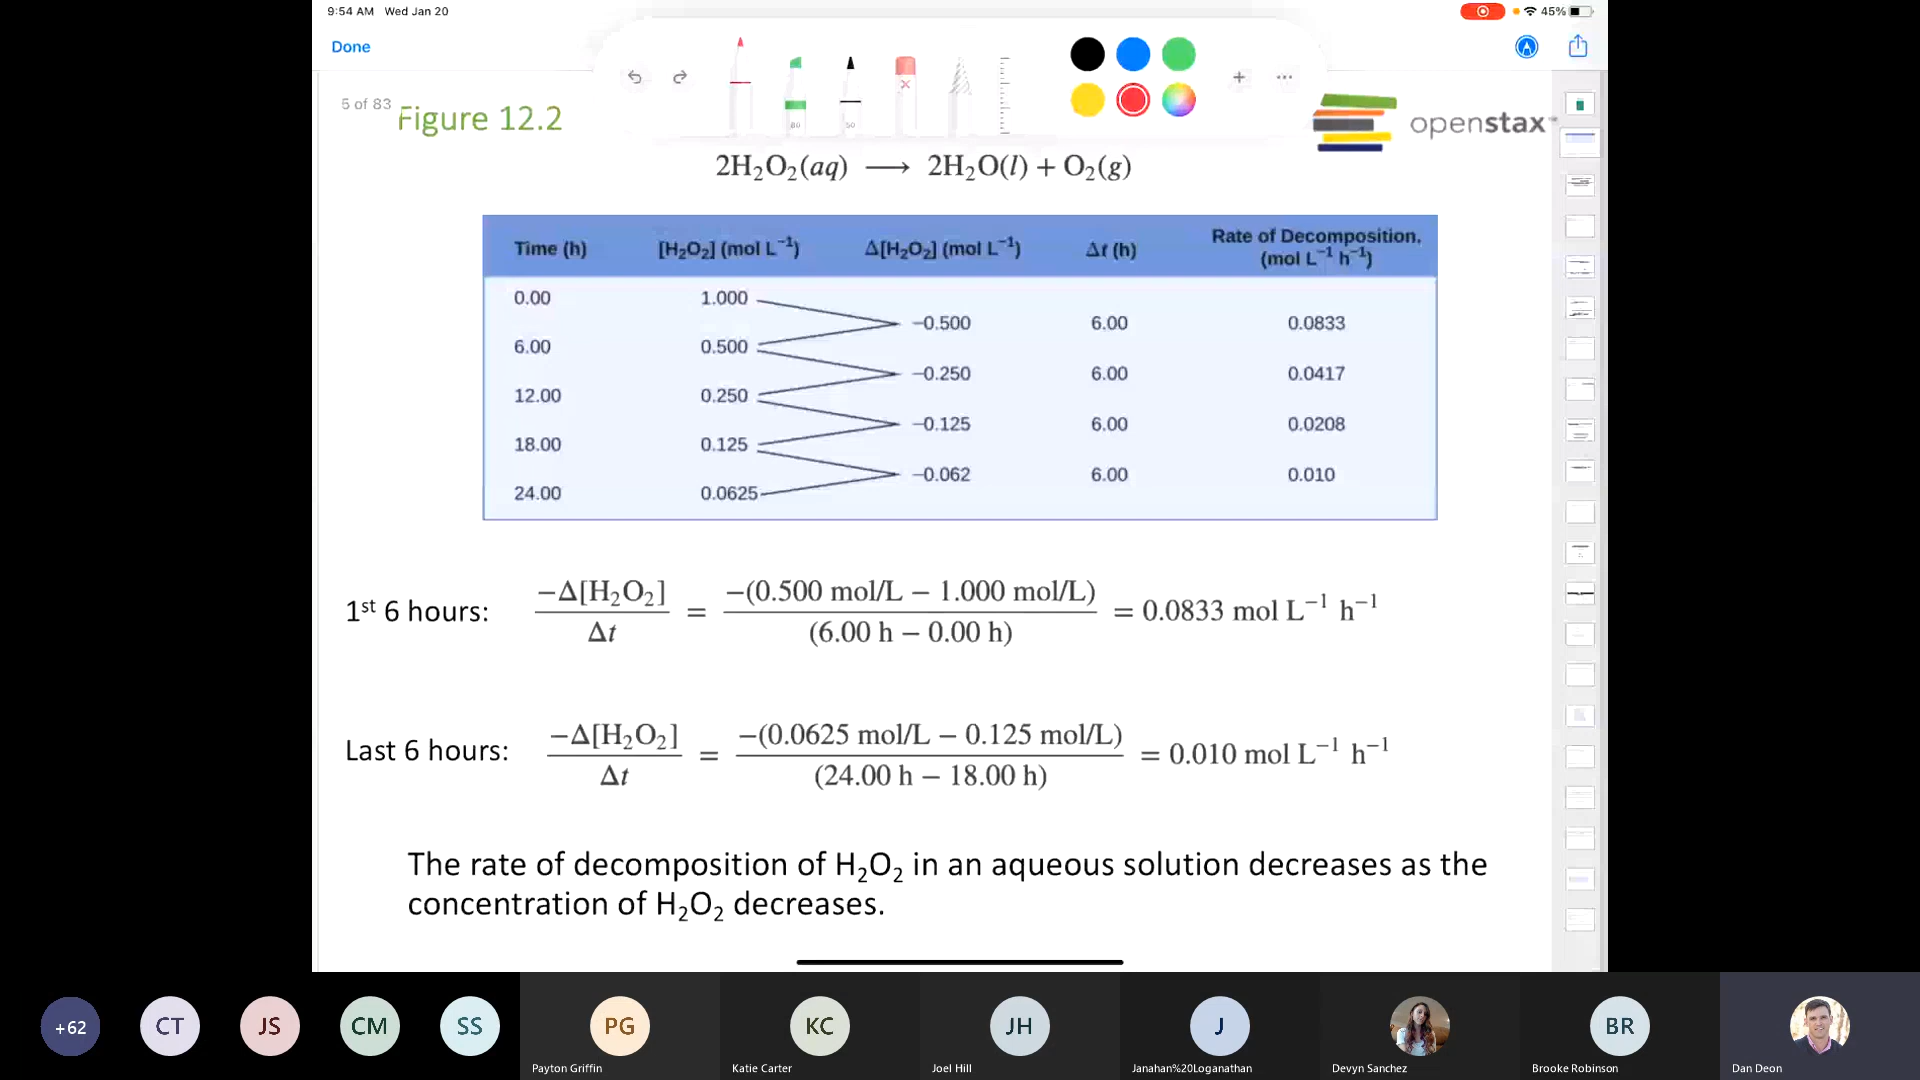 9:54 AM Wed Jan 20
45%
Done
5 of 83
Figure 12.2
80
50
openstax™
2H₂O₂(aq) ⟶ 2H₂O(l) + O₂(g)
Time (h) [H₂O₂] (mol L⁻¹) Δ[H₂O₂] (mol L⁻¹) Δt (h) Rate of Decomposition, (mol L⁻¹ h⁻¹)
0.00 1.000
−0.500 6.00 0.0833
6.00 0.500
−0.250 6.00 0.0417
12.00 0.250
−0.125 6.00 0.0208
18.00 0.125
−0.062 6.00 0.010
24.00 0.0625
1st 6 hours: −Δ[H₂O₂] / Δt = −(0.500 mol/L − 1.000 mol/L) / (6.00 h − 0.00 h) = 0.0833 mol L⁻¹ h⁻¹
Last 6 hours: −Δ[H₂O₂] / Δt = −(0.0625 mol/L − 0.125 mol/L) / (24.00 h − 18.00 h) = 0.010 mol L⁻¹ h⁻¹
The rate of decomposition of H₂O₂ in an aqueous solution decreases as the
concentration of H₂O₂ decreases.
+62 CT JS CM SS PG KC JH J BR
Payton Griffin Katie Carter Joel Hill Janahan%20Loganathan Devyn Sanchez Brooke Robinson Dan Deon